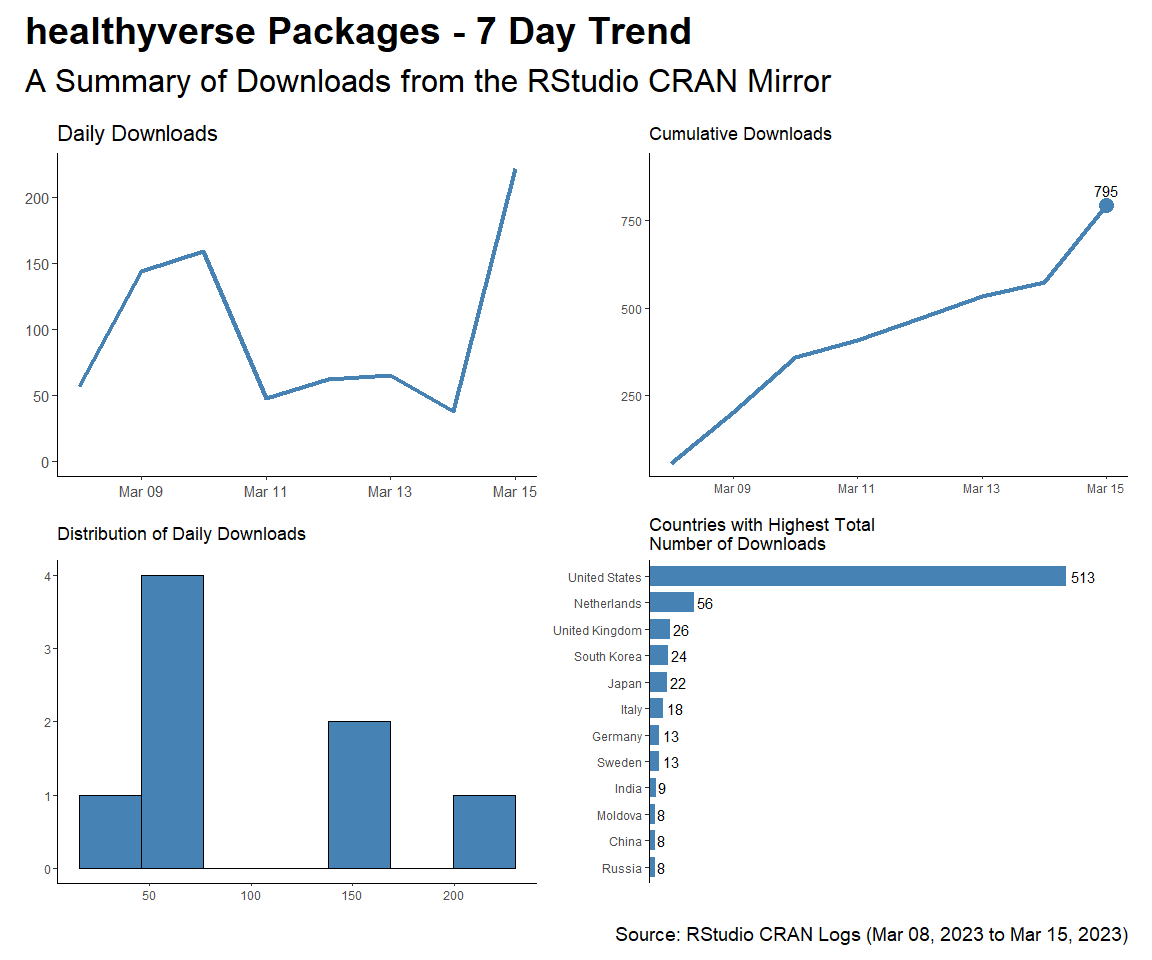 healthyverse Packages - 7 Day Trend
A Summary of Downloads from the RStudio CRAN Mirror
Daily Downloads
200
150
100
50
0
Mar 09 Mar 11 Mar 13 Mar 15
Cumulative Downloads
795
750
500
250
Mar 09 Mar 11 Mar 13 Mar 15
Distribution of Daily Downloads
4
3
2
1
0
50 100 150 200
Countries with Highest Total
Number of Downloads
United States 513
Netherlands 56
United Kingdom 26
South Korea 24
Japan 22
Italy 18
Germany 13
Sweden 13
India 9
Moldova 8
China 8
Russia 8
Source: RStudio CRAN Logs (Mar 08, 2023 to Mar 15, 2023)